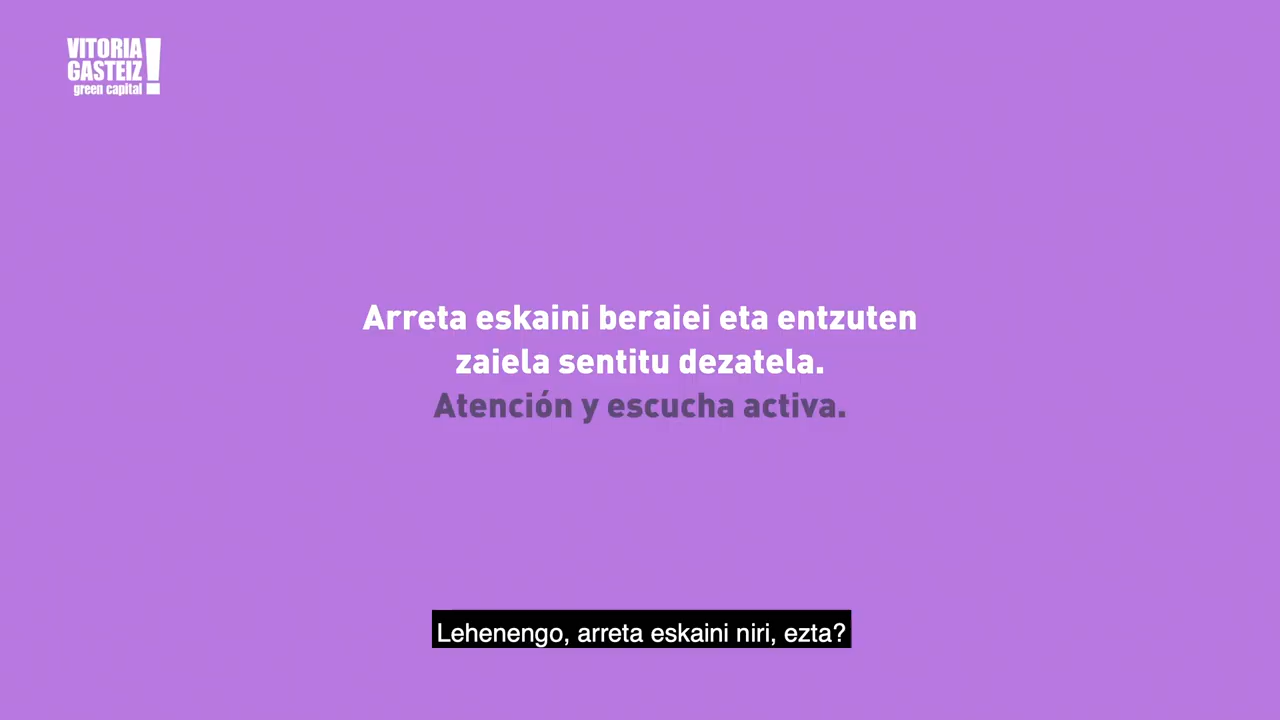 VITORIA
GASTEIZ!
green capital
Arreta eskaini beraiei eta entzuten
zaiela sentitu dezatela.
Atención y escucha activa.
Lehenengo, arreta eskaini niri, ezta?